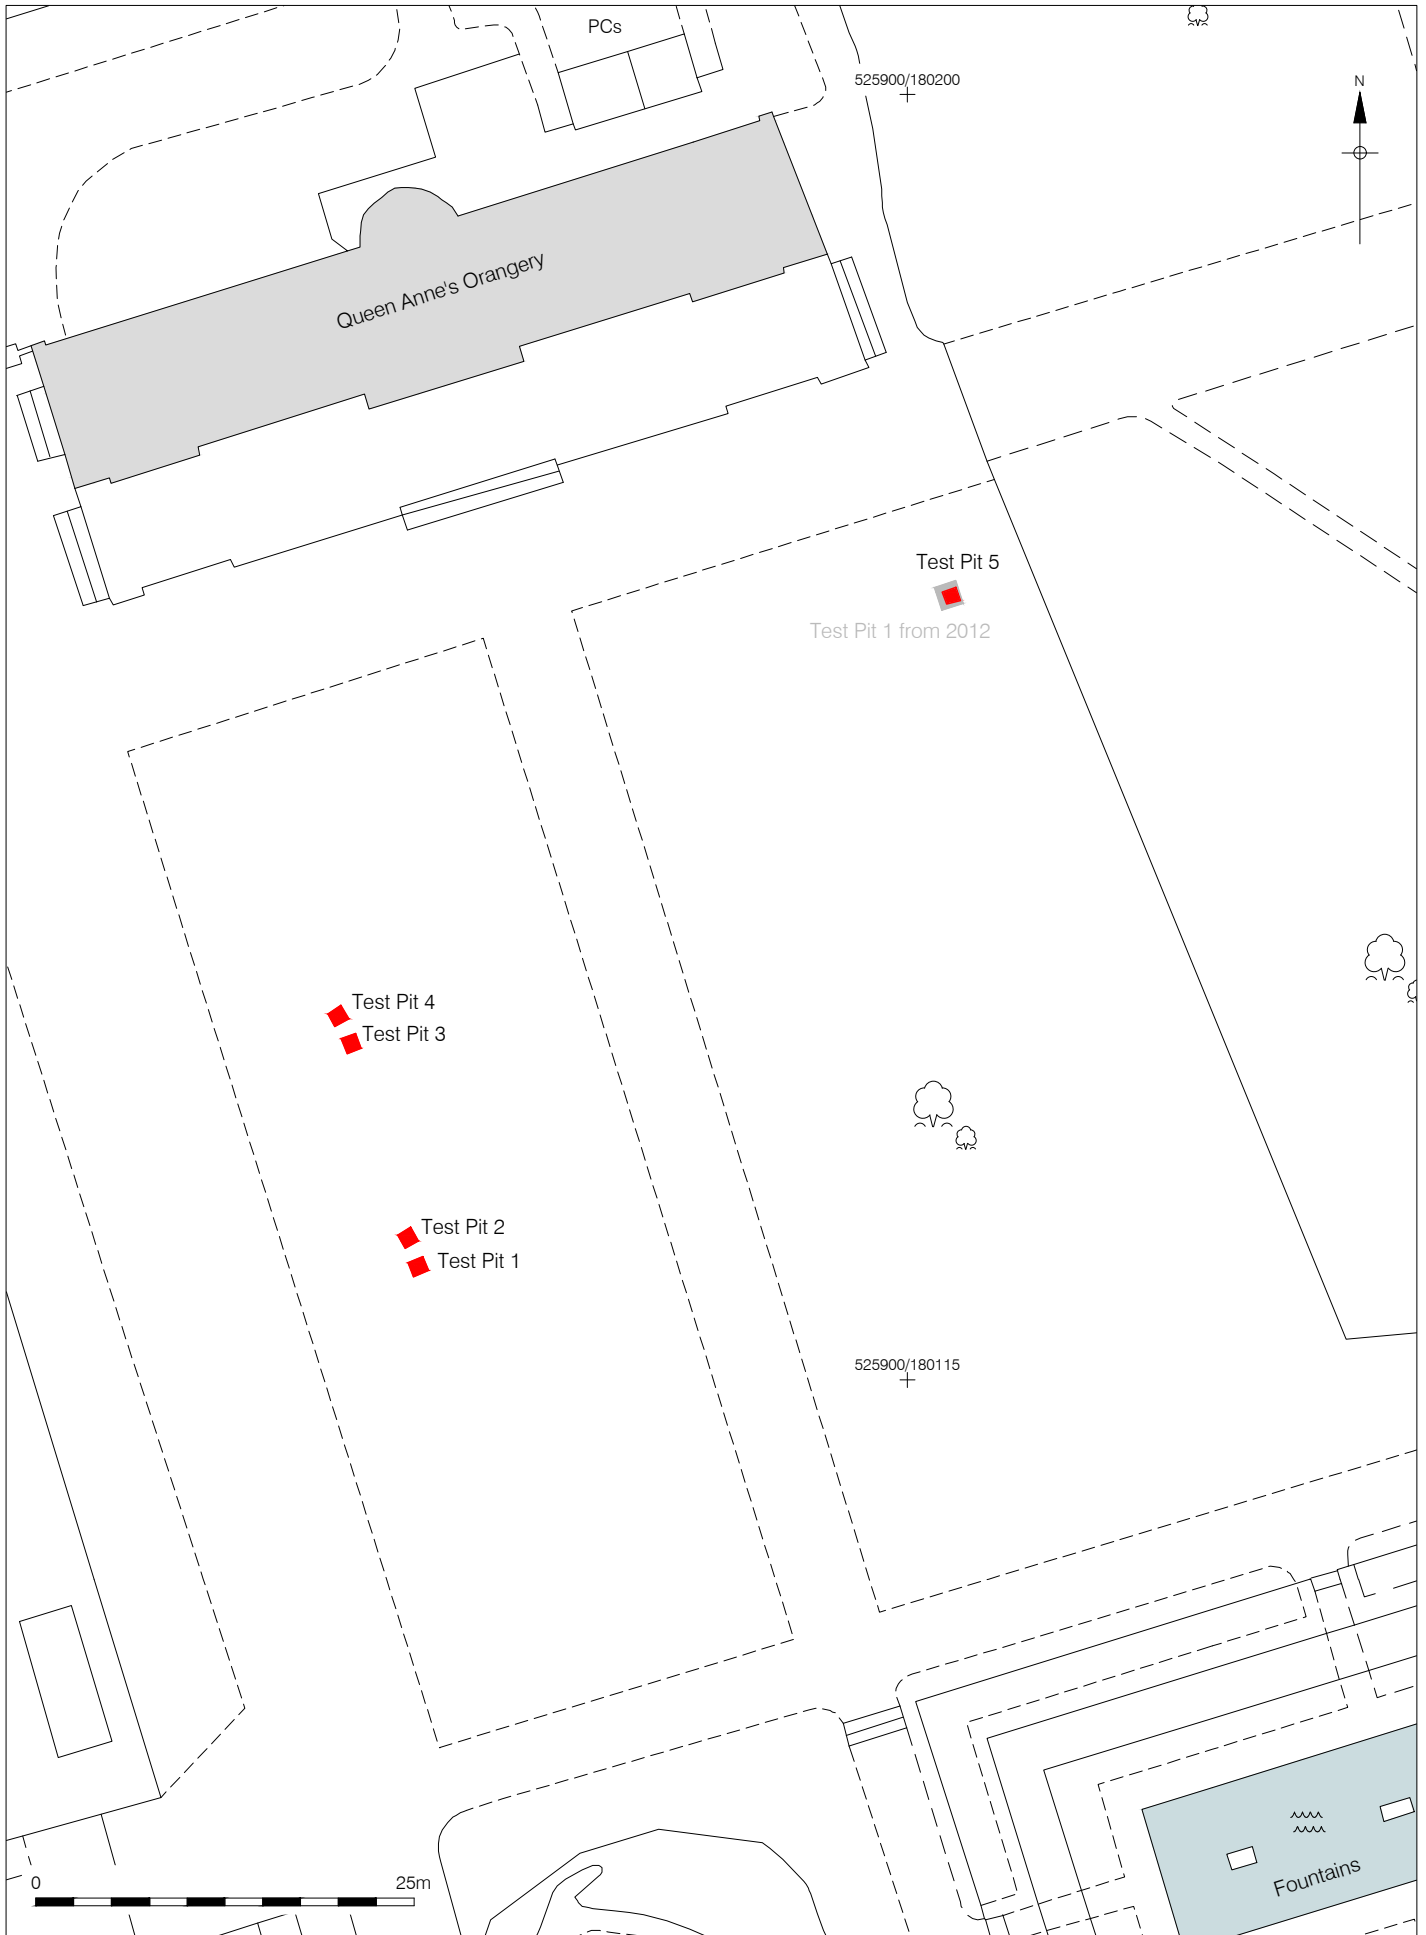 PCs
525900/180200
N
Queen Anne's Orangery
Test Pit 5
Test Pit 1 from 2012
Test Pit 4
Test Pit 3
Test Pit 2
Test Pit 1
525900/180115
Fountains
0
25m